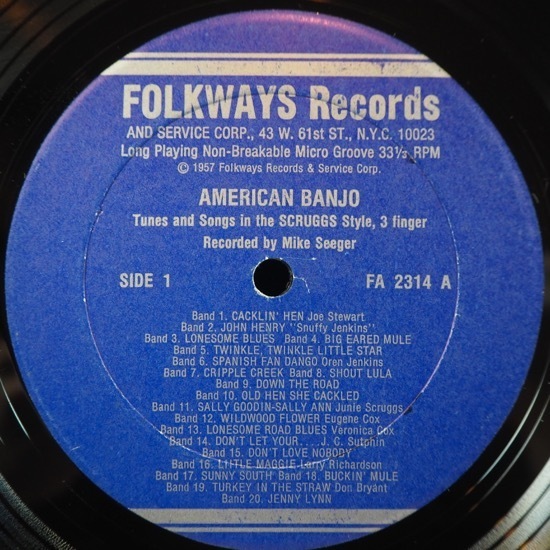 FOLKWAYS Records
AND SERVICE CORP., 43 W. 61st ST., N.Y.C. 10023
Long Playing Non-Breakable Micro Groove 33⅓ RPM
© 1957 Folkways Records & Service Corp.
AMERICAN BANJO
Tunes and Songs in the SCRUGGS Style, 3 finger
Recorded by Mike Seeger
SIDE 1 FA 2314 A
Band 1. CACKLIN' HEN Joe Stewart
Band 2. JOHN HENRY "Snuffy Jenkins"
Band 3. LONESOME BLUES Band 4. BIG EARED MULE
Band 5. TWINKLE, TWINKLE LITTLE STAR
Band 6. SPANISH FAN DANGO Oren Jenkins
Band 7. CRIPPLE CREEK Band 8. SHOUT LULA
Band 9. DOWN THE ROAD
Band 10. OLD HEN SHE CACKLED
Band 11. SALLY GOODIN-SALLY ANN Junie Scruggs
Band 12. WILDWOOD FLOWER Eugene Cox
Band 13. LONESOME ROAD BLUES Veronica Cox
Band 14. DON'T LET YOUR.... J. C. Sutphin
Band 15. DON'T LOVE NOBODY
Band 16. LITTLE MAGGIE Larry Richardson
Band 17. SUNNY SOUTH Band 18. BUCKIN' MULE
Band 19. TURKEY IN THE STRAW Don Bryant
Band 20. JENNY LYNN